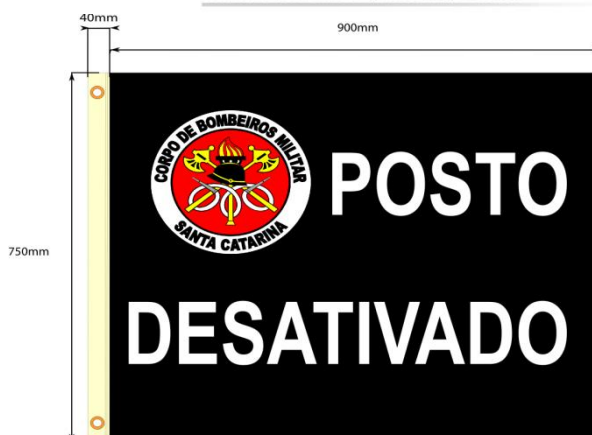 40mm
900mm
CORPO DE BOMBEIROS MILITAR
SANTA CATARINA
POSTO
750mm
DESATIVADO